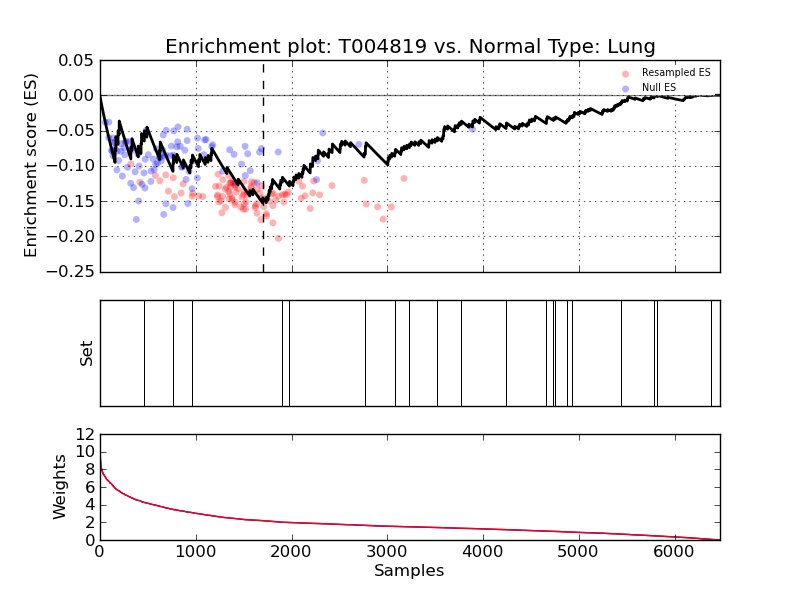 Enrichment plot: T004819 vs. Normal Type: Lung
Enrichment score (ES)
0.05
0.00
−0.05
−0.10
−0.15
−0.20
−0.25
Resampled ES
Null ES
Set
Weights
12
10
8
6
4
2
0
0 1000 2000 3000 4000 5000 6000
Samples